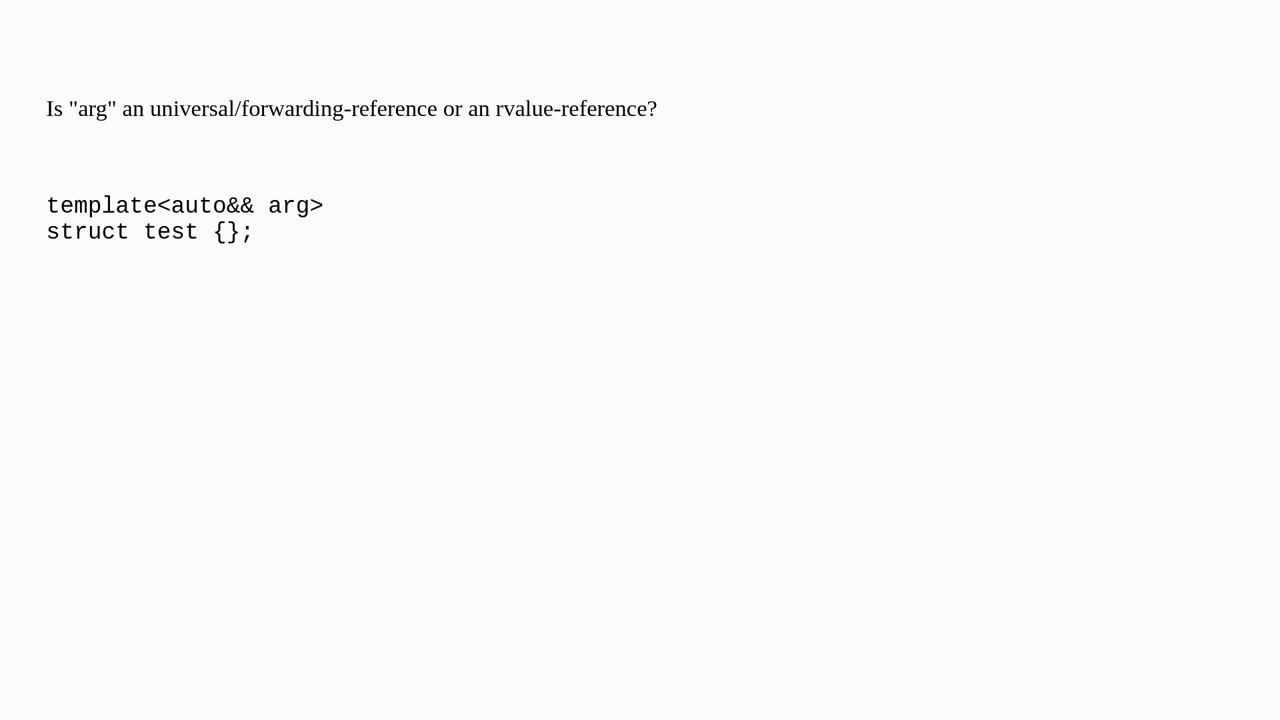 Is "arg" an universal/forwarding-reference or an rvalue-reference?
template<auto&& arg>
struct test {};